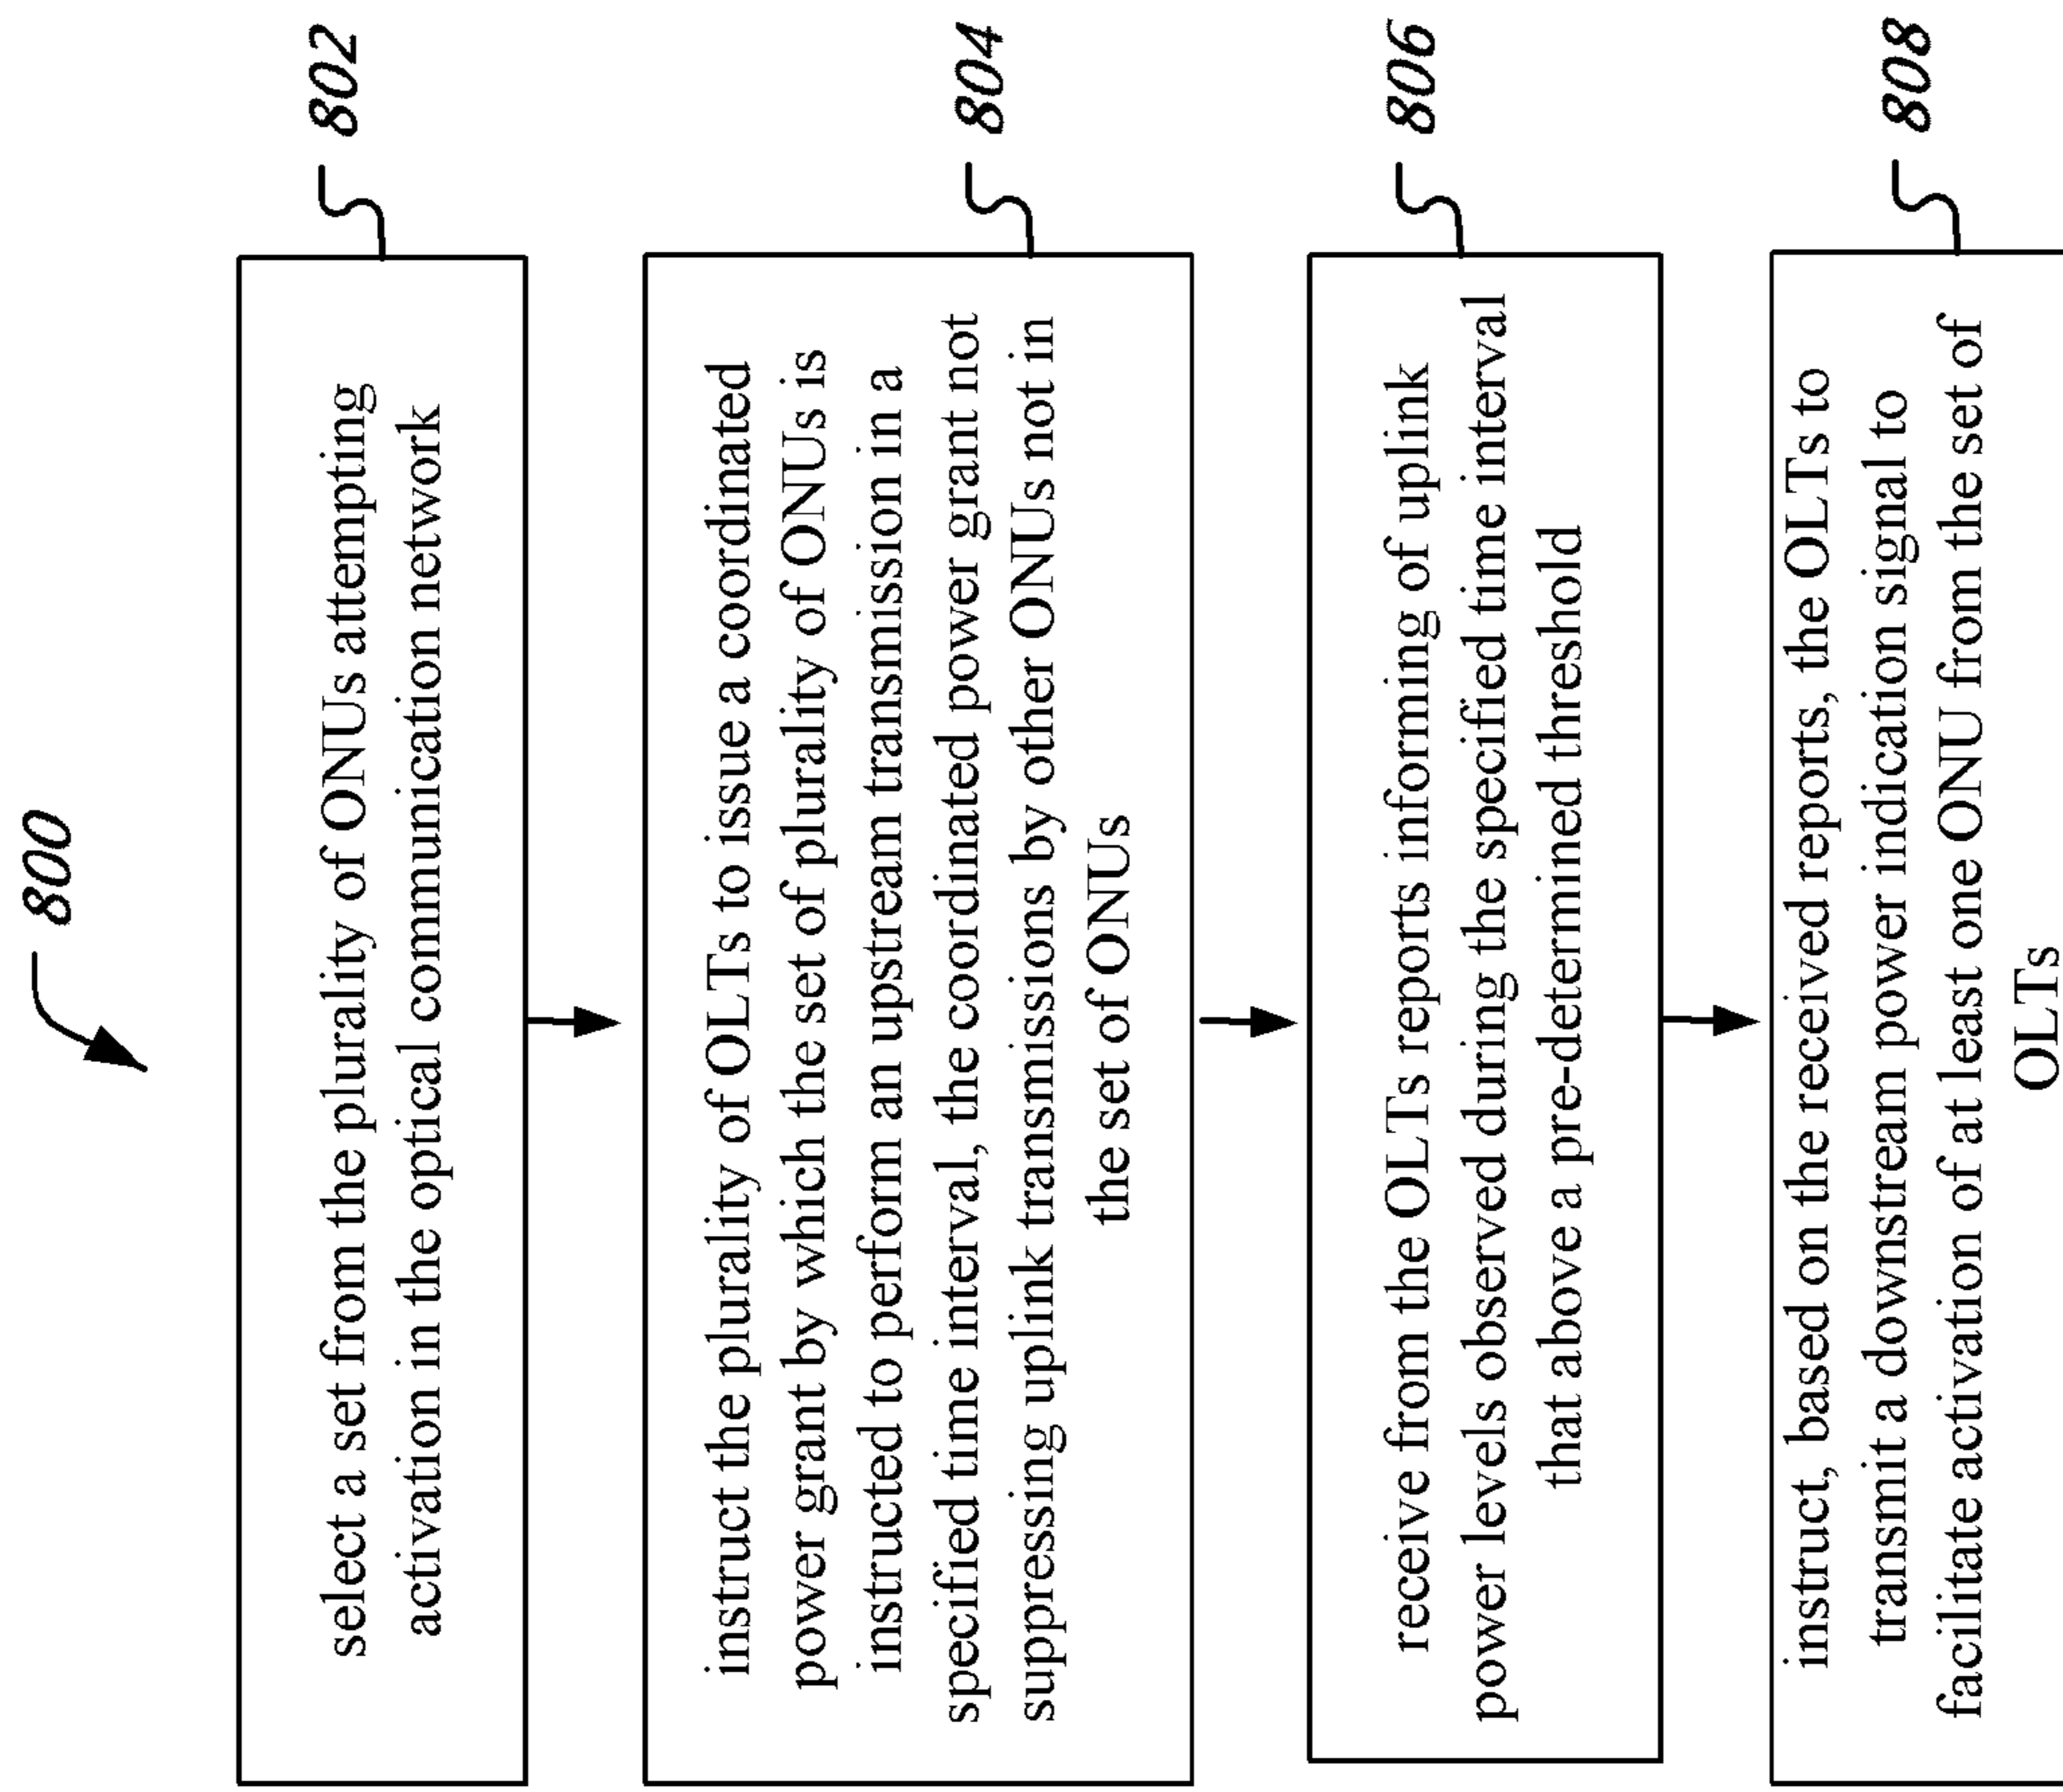 800
select a set from the plurality of ONUs attempting
activation in the optical communication network
802
instruct the plurality of OLTs to issue a coordinated
power grant by which the set of plurality of ONUs is
instructed to perform an upstream transmission in a
specified time interval, the coordinated power grant not
suppressing uplink transmissions by other ONUs not in
the set of ONUs
804
receive from the OLTs reports informing of uplink
power levels observed during the specified time interval
that above a pre-determined threshold
806
instruct, based on the received reports, the OLTs to
transmit a downstream power indication signal to
facilitate activation of at least one ONU from the set of
OLTs
808